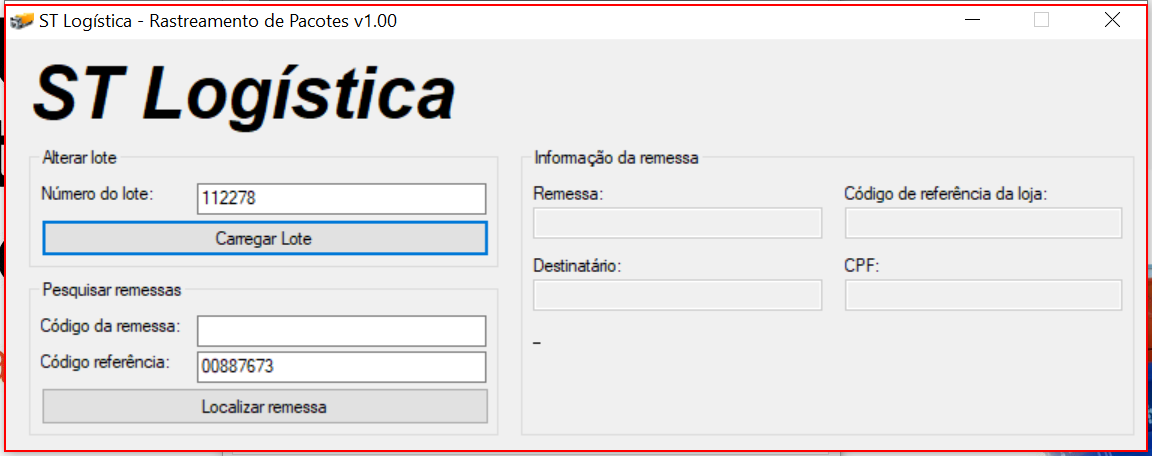 ST Logística - Rastreamento de Pacotes v1.00
ST Logística
Alterar lote
Número do lote: 112278
Carregar Lote
Pesquisar remessas
Código da remessa:
Código referência: 00887673
Localizar remessa
Informação da remessa
Remessa: Código de referência da loja:
Destinatário: CPF:
_